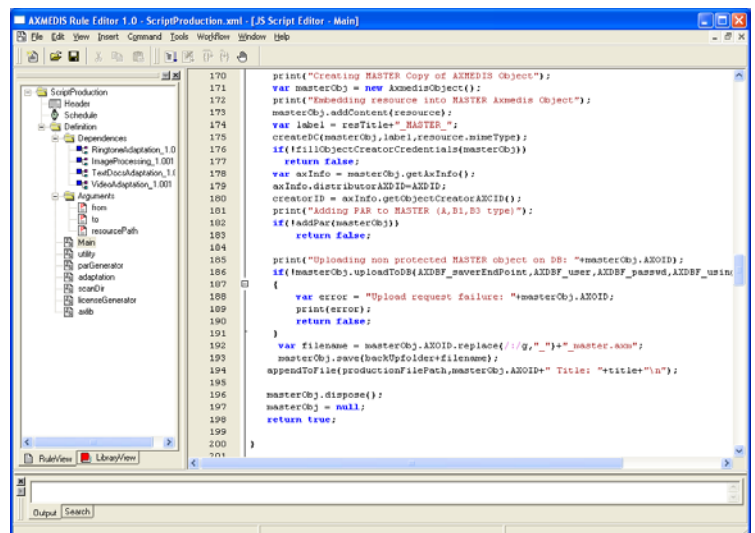 AXMEDIS Rule Editor 1.0 - ScriptProduction.xml - [JS Script Editor - Main]
File Edit View Insert Command Tools Workflow Window Help
ScriptProduction
Header
Schedule
Definition
Dependences
RingtoneAdaptation_1.0
ImageProcessing_1.001
TextDocsAdaptation_1.(
VideoAdaptation_1.001
Arguments
from
to
resourcePath
Main
utility
parGenerator
adaptation
scanDir
licenseGenerator
axlib
RuleView LibraryView
170 print("Creating MASTER Copy of AXMEDIS Object");
171 var masterObj = new AxmedisObject();
172 print("Embedding resource into MASTER Axmedis Object");
173 masterObj.addContent(resource);
174 var label = resTitle+"_MASTER_";
175 createDC(masterObj,label,resource.mimeType);
176 if(!fillObjectCreatorCredentials(masterObj))
177 return false;
178 var axInfo = masterObj.getAxInfo();
179 axInfo.distributorAXDID=AXDID;
180 creatorID = axInfo.getObjectCreatorAXCID();
181 print("Adding PAR to MASTER (A,B1,B3 type)");
182 if(!addPar(masterObj))
183 return false;
184
185 print("Uploading non protected MASTER object on DB: "+masterObj.AXOID);
186 if(!masterObj.uploadToDB(AXDBF_saverEndPoint,AXDBF_user,AXDBF_passwd,AXDBF_using
187 {
188 var error = "Upload request failure: "+masterObj.AXOID;
189 print(error);
190 return false;
191 }
192 var filename = masterObj.AXOID.replace(/:/g,"_")+"_master.axm";
193 masterObj.save(backUpfolder+filename);
194 appendToFile(productionFilePath,masterObj.AXOID+" Title: "+title+"\n");
195
196 masterObj.dispose();
197 masterObj = null;
198 return true;
199
200 }
201
Output Search